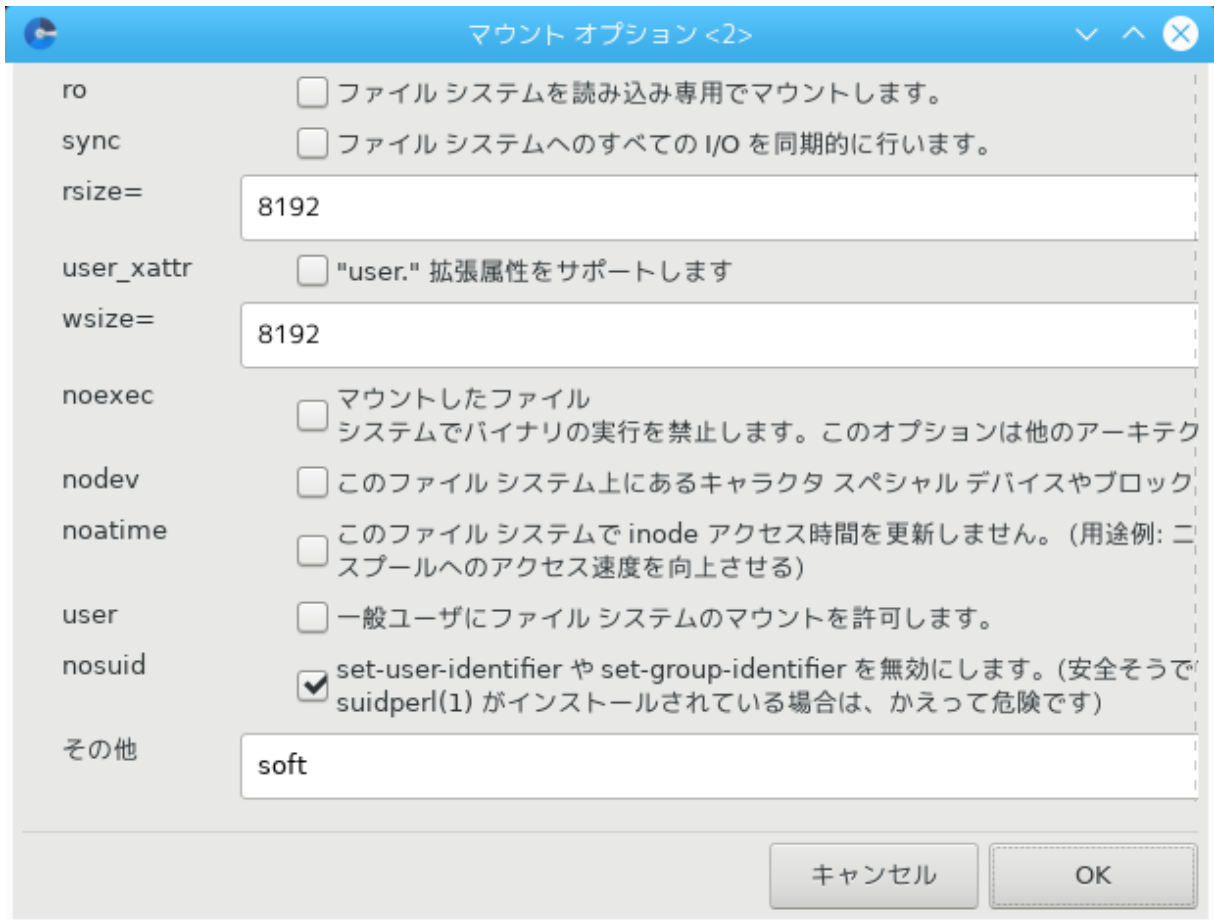 マウント オプション <2>
ro
ファイル システムを読み込み専用でマウントします。
sync
ファイル システムへのすべての I/O を同期的に行います。
rsize=
8192
user_xattr
"user." 拡張属性をサポートします
wsize=
8192
noexec
マウントしたファイル
システムでバイナリの実行を禁止します。このオプションは他のアーキテク
nodev
このファイル システム上にあるキャラクタ スペシャル デバイスやブロック
noatime
このファイル システムで inode アクセス時間を更新しません。 (用途例: ニ
スプールへのアクセス速度を向上させる)
user
一般ユーザにファイル システムのマウントを許可します。
nosuid
set-user-identifier や set-group-identifier を無効にします。(安全そうで
suidperl(1) がインストールされている場合は、かえって危険です)
その他
soft
キャンセル
OK